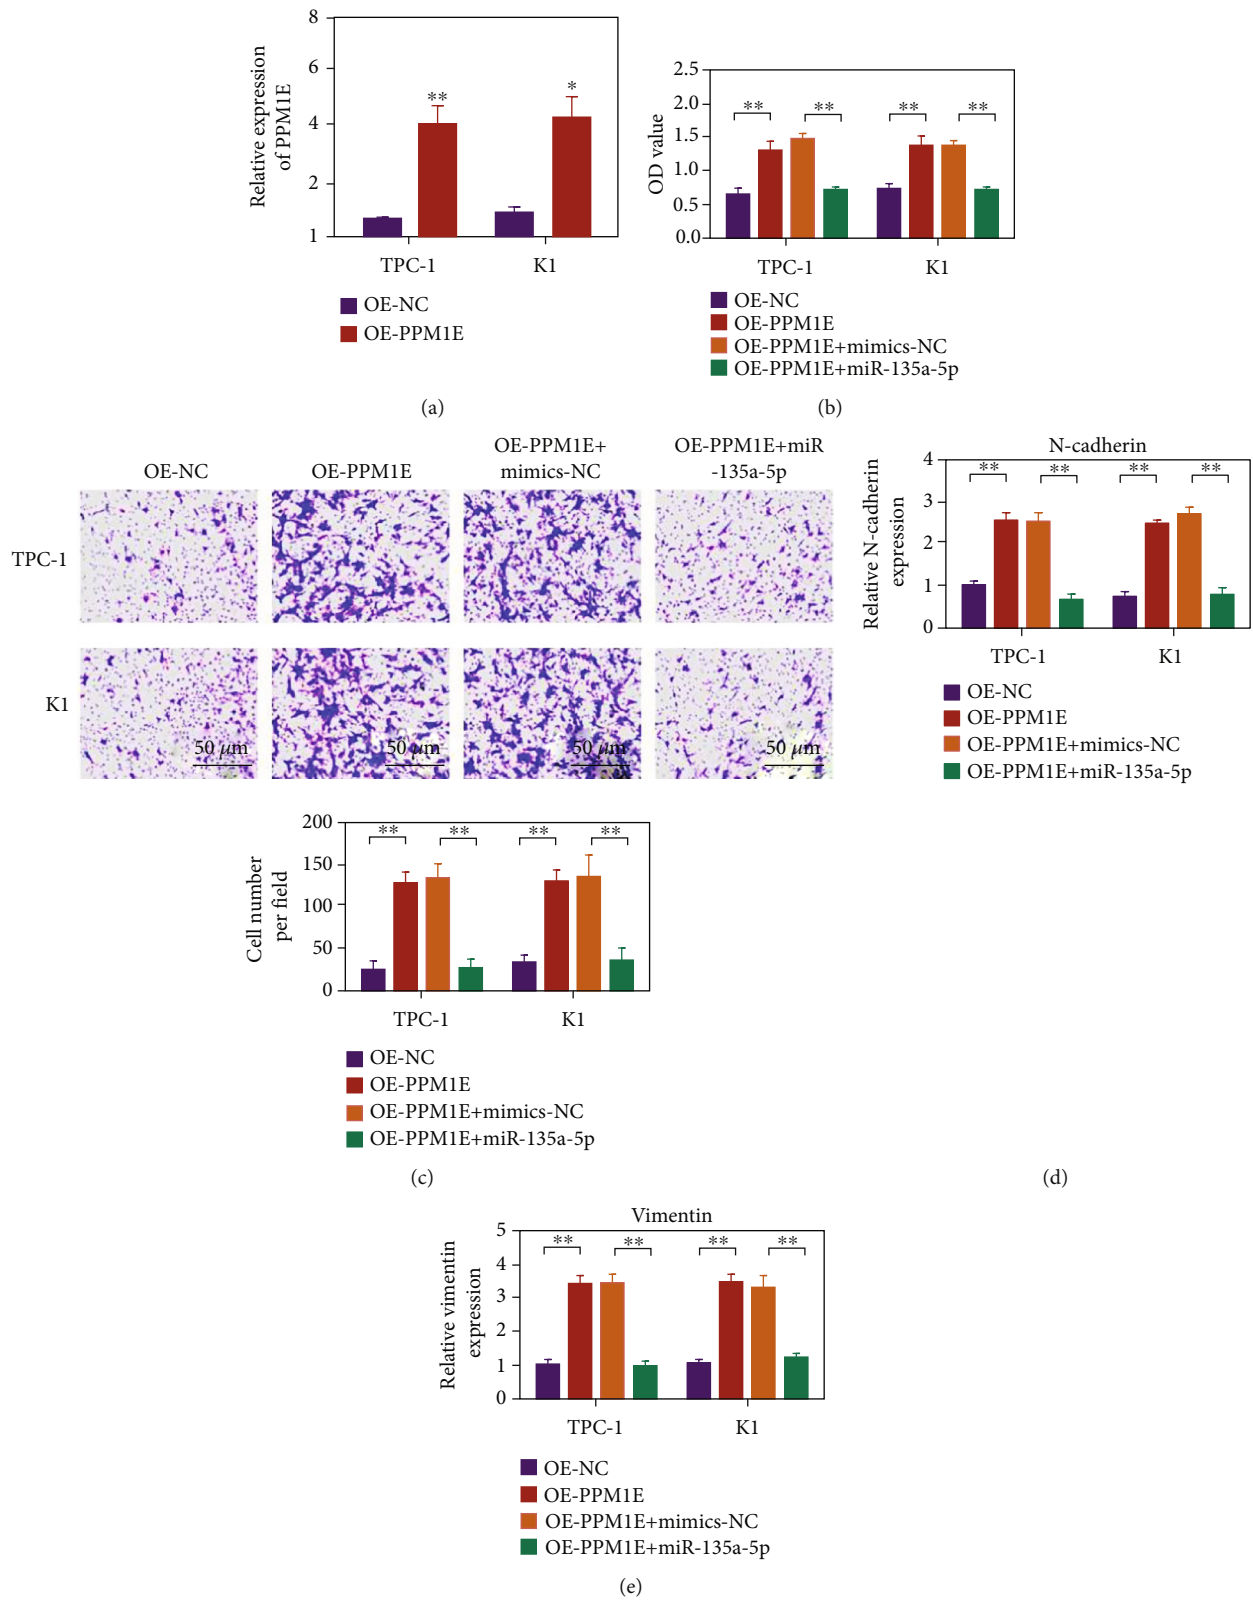 8
6
4
2
1
Relative expression
of PPM1E
**
*
TPC-1
K1
OE-NC
OE-PPM1E
(a)
2.5
2.0
1.5
1.0
0.5
0.0
OD value
**
**
**
**
TPC-1
K1
OE-NC
OE-PPM1E
OE-PPM1E+mimics-NC
OE-PPM1E+miR-135a-5p
(b)
OE-NC
OE-PPM1E
OE-PPM1E+
mimics-NC
OE-PPM1E+miR
-135a-5p
TPC-1
K1
50 μm
50 μm
50 μm
50 μm
200
150
100
50
0
Cell number
per field
**
**
**
**
TPC-1
K1
OE-NC
OE-PPM1E
OE-PPM1E+mimics-NC
OE-PPM1E+miR-135a-5p
(c)
N-cadherin
4
3
2
1
0
Relative N-cadherin
expression
**
**
**
**
TPC-1
K1
OE-NC
OE-PPM1E
OE-PPM1E+mimics-NC
OE-PPM1E+miR-135a-5p
(d)
Vimentin
5
4
3
2
1
0
Relative vimentin
expression
**
**
**
**
TPC-1
K1
OE-NC
OE-PPM1E
OE-PPM1E+mimics-NC
OE-PPM1E+miR-135a-5p
(e)